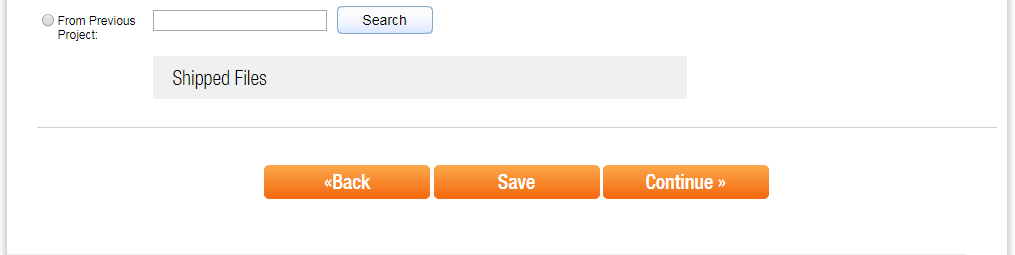 From Previous
Project:
Search
Shipped Files
«Back
Save
Continue »